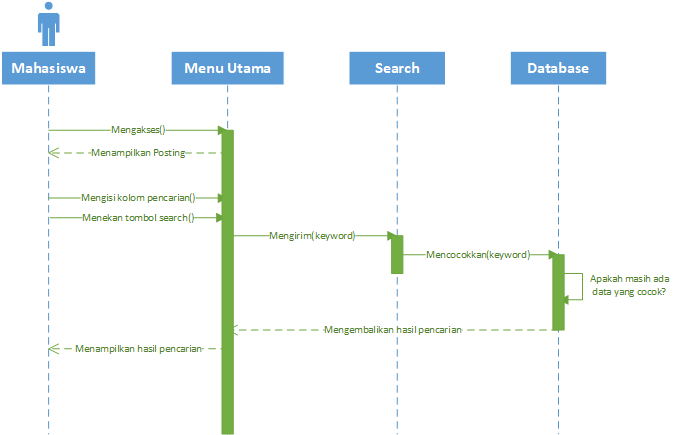 Mahasiswa
Menu Utama
Search
Database
Mengakses()
Menampilkan Posting
Mengisi kolom pencarian()
Menekan tombol search()
Mengirim(keyword)
Mencocokkan(keyword)
Apakah masih ada
data yang cocok?
Mengembalikan hasil pencarian
Menampilkan hasil pencarian